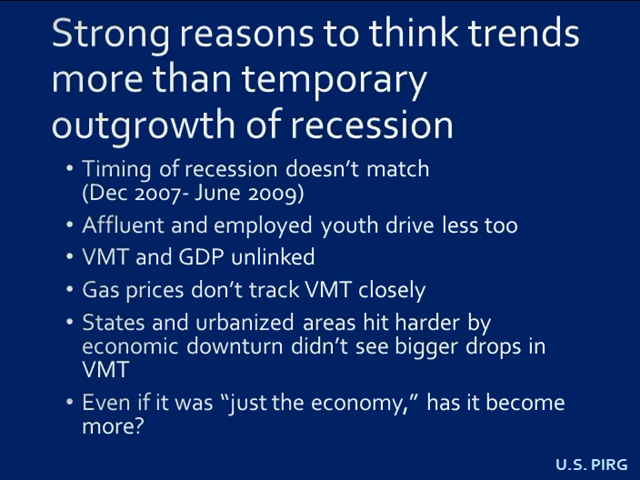 Strong reasons to think trends
more than temporary
outgrowth of recession
• Timing of recession doesn't match
(Dec 2007- June 2009)
• Affluent and employed youth drive less too
• VMT and GDP unlinked
• Gas prices don't track VMT closely
• States and urbanized areas hit harder by
economic downturn didn't see bigger drops in
VMT
• Even if it was “just the economy,” has it become
more?
U.S. PIRG